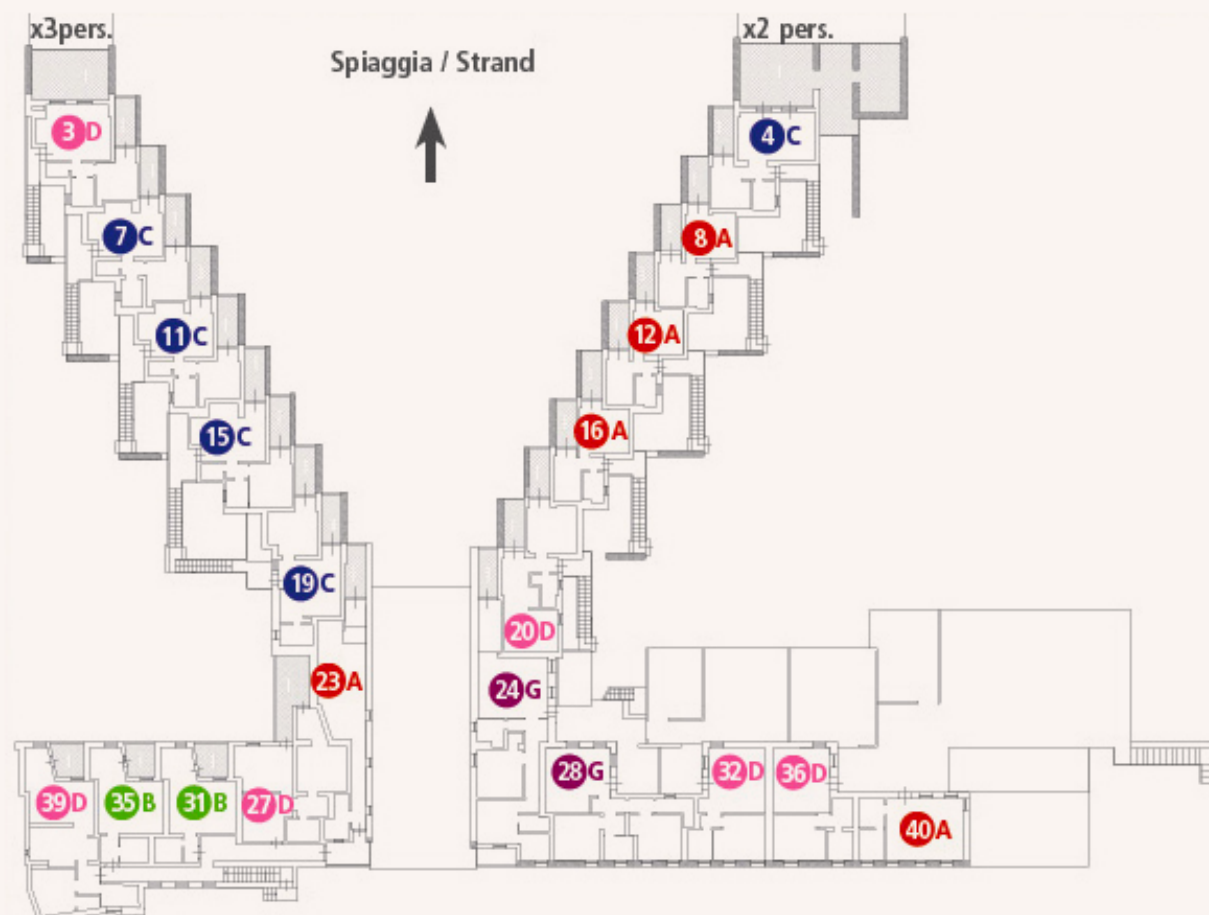 x3pers.
x2 pers.
Spiaggia / Strand
3 D
4 C
7 C
8 A
11 C
12 A
15 C
16 A
19 C
20 D
23 A
24 G
28 G
32 D
36 D
39 D
35 B
31 B
27 D
40 A